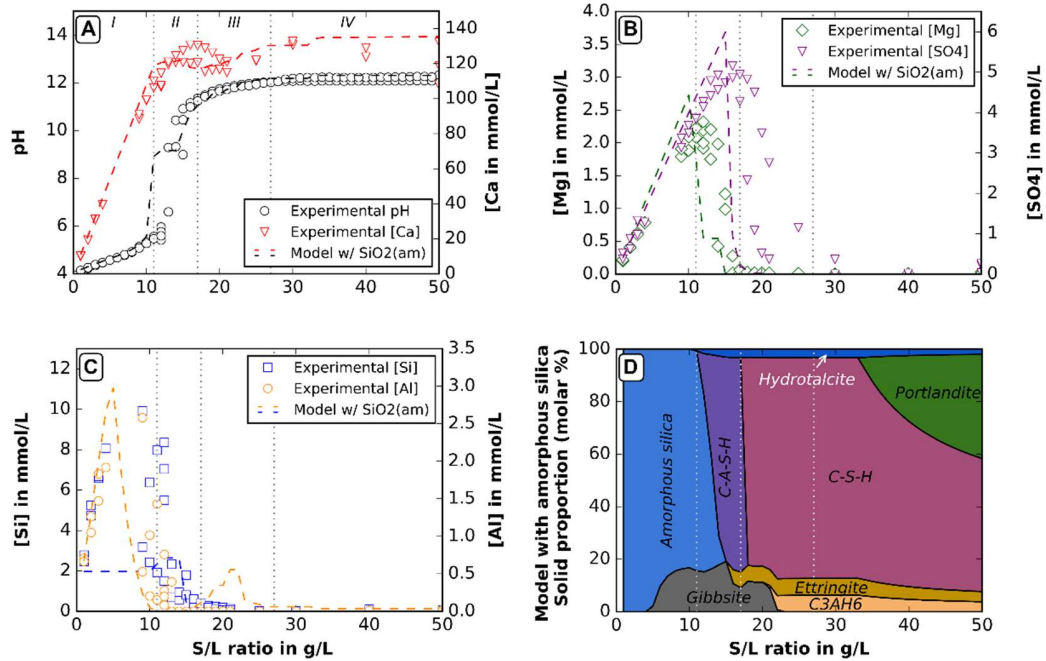 A
I
II
III
IV
14
12
10
8
6
4
pH
140
120
100
80
60
40
20
0
[Ca] in mmol/L
Experimental pH
Experimental [Ca]
Model w/ SiO2(am)
0
10
20
30
40
50
B
4.0
3.5
3.0
2.5
2.0
1.5
1.0
0.5
0.0
[Mg] in mmol/L
6
5
4
3
2
1
0
[SO4] in mmol/L
Experimental [Mg]
Experimental [SO4]
Model w/ SiO2(am)
0
10
20
30
40
50
C
12
10
8
6
4
2
0
[Si] in mmol/L
3.5
3.0
2.5
2.0
1.5
1.0
0.5
0.0
[Al] in mmol/L
Experimental [Si]
Experimental [Al]
Model w/ SiO2(am)
0
10
20
30
40
50
S/L ratio in g/L
D
100
80
60
40
20
0
Model with amorphous silica
Solid proportion (molar %)
Hydrotalcite
Portlandite
Amorphous silica
C-A-S-H
C-S-H
Gibbsite
Ettringite
C3AH6
0
10
20
30
40
50
S/L ratio in g/L